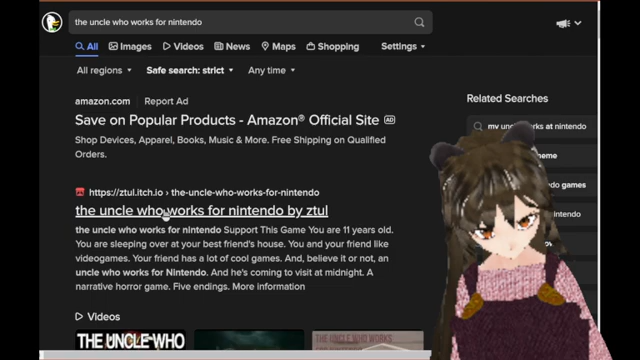 the uncle who works for nintendo
All
Images
Videos
News
Maps
Shopping
Settings
All regions
Safe search: strict
Any time
amazon.com
Report Ad
Save on Popular Products - Amazon® Official Site AD
Shop Devices, Apparel, Books, Music & More. Free Shipping on Qualified
Orders.
https://ztul.itch.io › the-uncle-who-works-for-nintendo
the uncle who works for nintendo by ztul
the uncle who works for nintendo Support This Game You are 11 years old.
You are sleeping over at your best friend's house. You and your friend like
videogames. Your friend has a lot of cool games. And, believe it or not, an
uncle who works for Nintendo. And he's coming to visit at midnight. A
narrative horror game. Five endings. More information
Videos
THE UNCLE WHO
THE UNCLE WHO
Related Searches
my at nintendo
games
nintendo